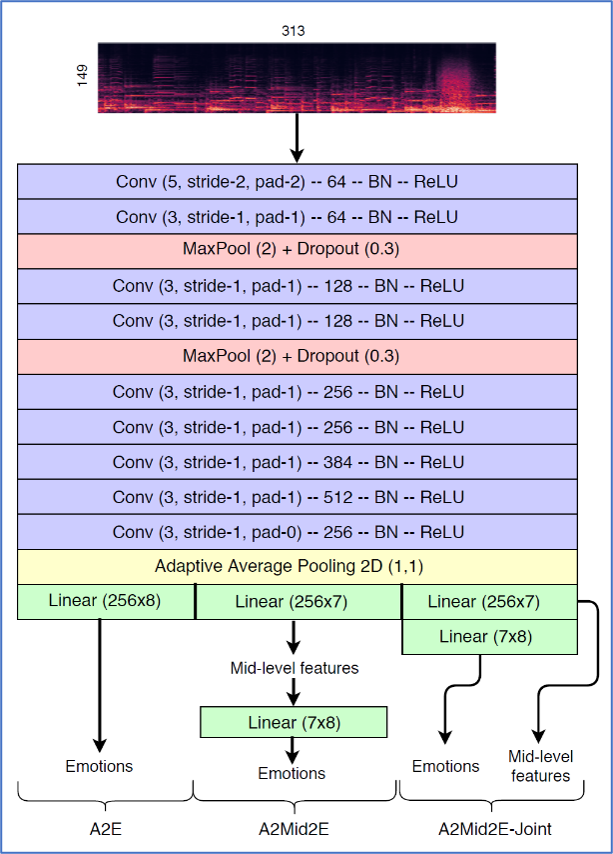 313
149
Conv (5, stride-2, pad-2) -- 64 -- BN -- ReLU
Conv (3, stride-1, pad-1) -- 64 -- BN -- ReLU
MaxPool (2) + Dropout (0.3)
Conv (3, stride-1, pad-1) -- 128 -- BN -- ReLU
Conv (3, stride-1, pad-1) -- 128 -- BN -- ReLU
MaxPool (2) + Dropout (0.3)
Conv (3, stride-1, pad-1) -- 256 -- BN -- ReLU
Conv (3, stride-1, pad-1) -- 256 -- BN -- ReLU
Conv (3, stride-1, pad-1) -- 384 -- BN -- ReLU
Conv (3, stride-1, pad-1) -- 512 -- BN -- ReLU
Conv (3, stride-1, pad-0) -- 256 -- BN -- ReLU
Adaptive Average Pooling 2D (1,1)
Linear (256x8)
Linear (256x7)
Linear (256x7)
Linear (7x8)
Mid-level features
Linear (7x8)
Emotions
Emotions
Emotions
Mid-level
features
A2E
A2Mid2E
A2Mid2E-Joint